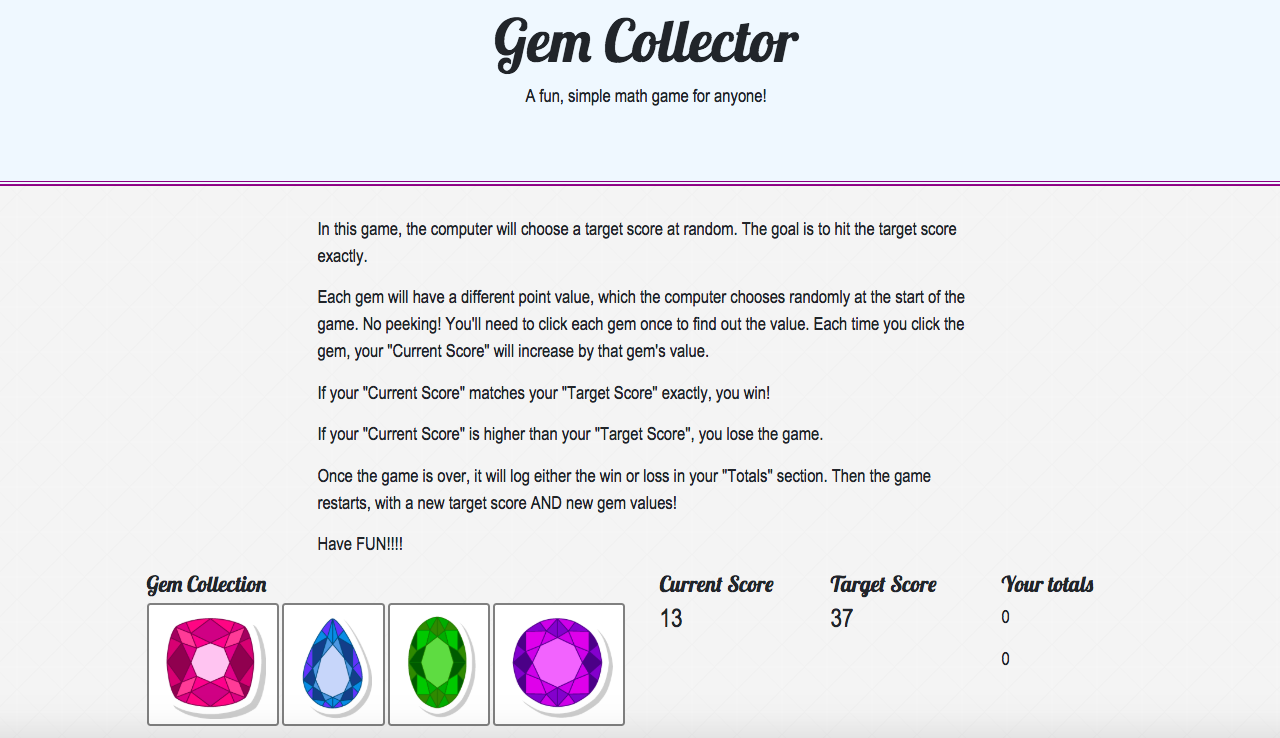 Gem Collector
A fun, simple math game for anyone!
In this game, the computer will choose a target score at random. The goal is to hit the target score
exactly.
Each gem will have a different point value, which the computer chooses randomly at the start of the
game. No peeking! You'll need to click each gem once to find out the value. Each time you click the
gem, your "Current Score" will increase by that gem's value.
If your "Current Score" matches your "Target Score" exactly, you win!
If your "Current Score" is higher than your "Target Score", you lose the game.
Once the game is over, it will log either the win or loss in your "Totals" section. Then the game
restarts, with a new target score AND new gem values!
Have FUN!!!!
Gem Collection
Current Score
13
Target Score
37
Your totals
0
0